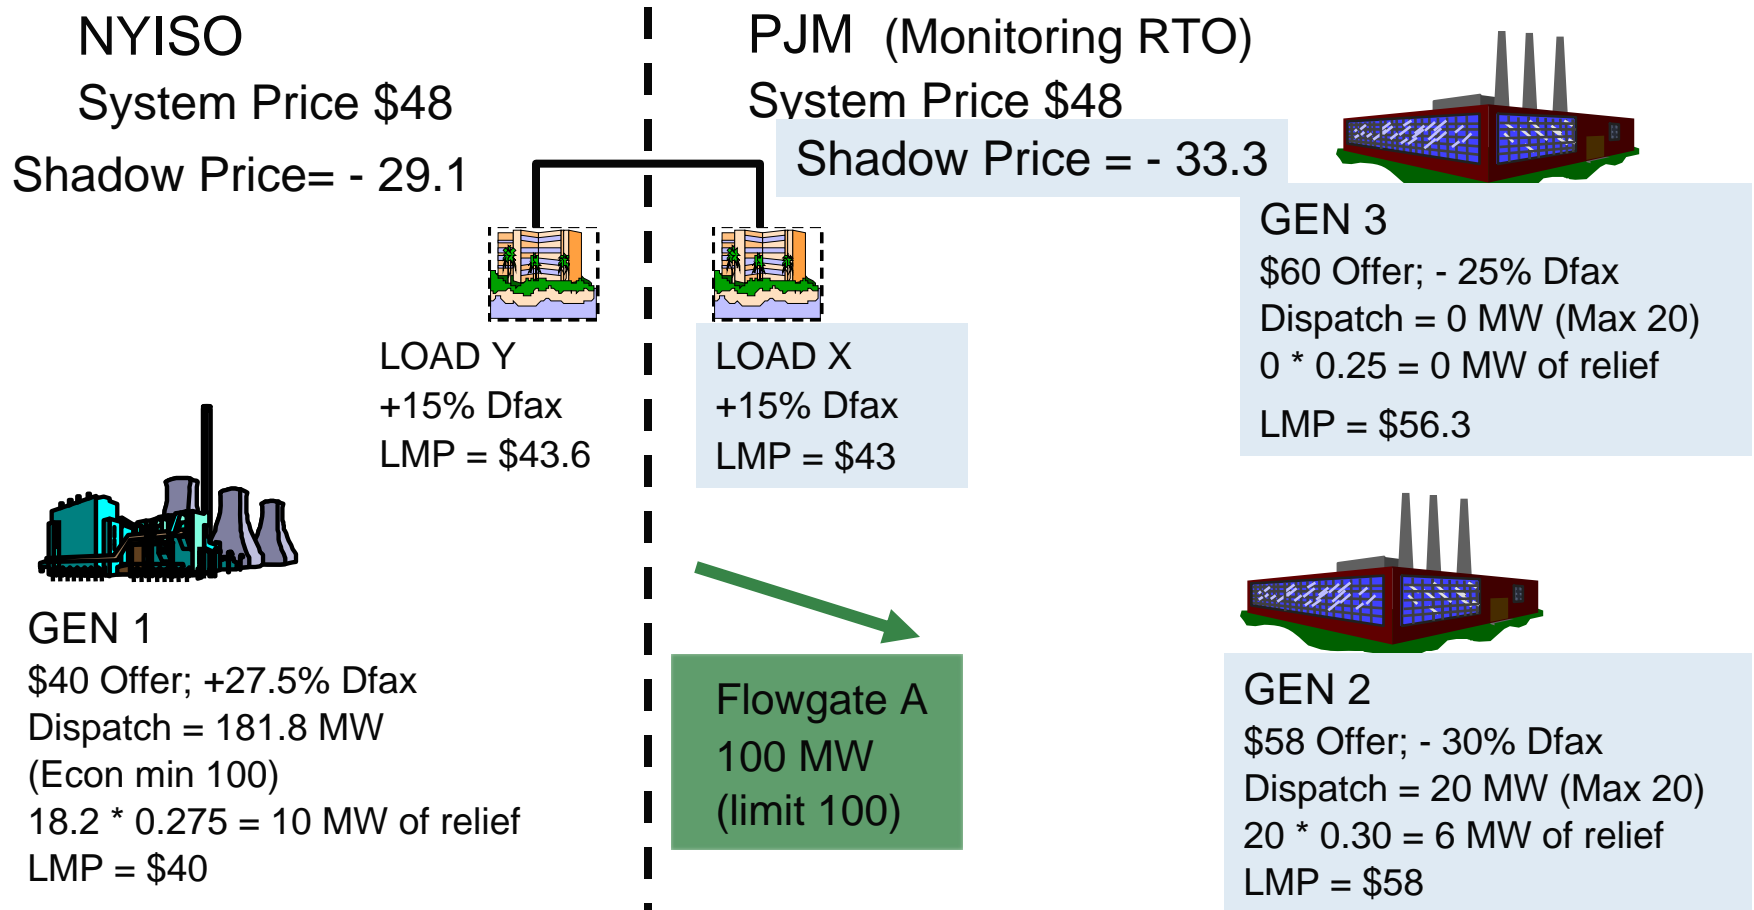 NYISO
System Price $48
Shadow Price= - 29.1
PJM (Monitoring RTO)
System Price $48
Shadow Price = - 33.3
GEN 3
$60 Offer; - 25% Dfax
Dispatch = 0 MW (Max 20)
0 * 0.25 = 0 MW of relief
LMP = $56.3
LOAD Y
+15% Dfax
LMP = $43.6
LOAD X
+15% Dfax
LMP = $43
GEN 1
$40 Offer; +27.5% Dfax
Dispatch = 181.8 MW
(Econ min 100)
18.2 * 0.275 = 10 MW of relief
LMP = $40
Flowgate A
100 MW
(limit 100)
GEN 2
$58 Offer; - 30% Dfax
Dispatch = 20 MW (Max 20)
20 * 0.30 = 6 MW of relief
LMP = $58